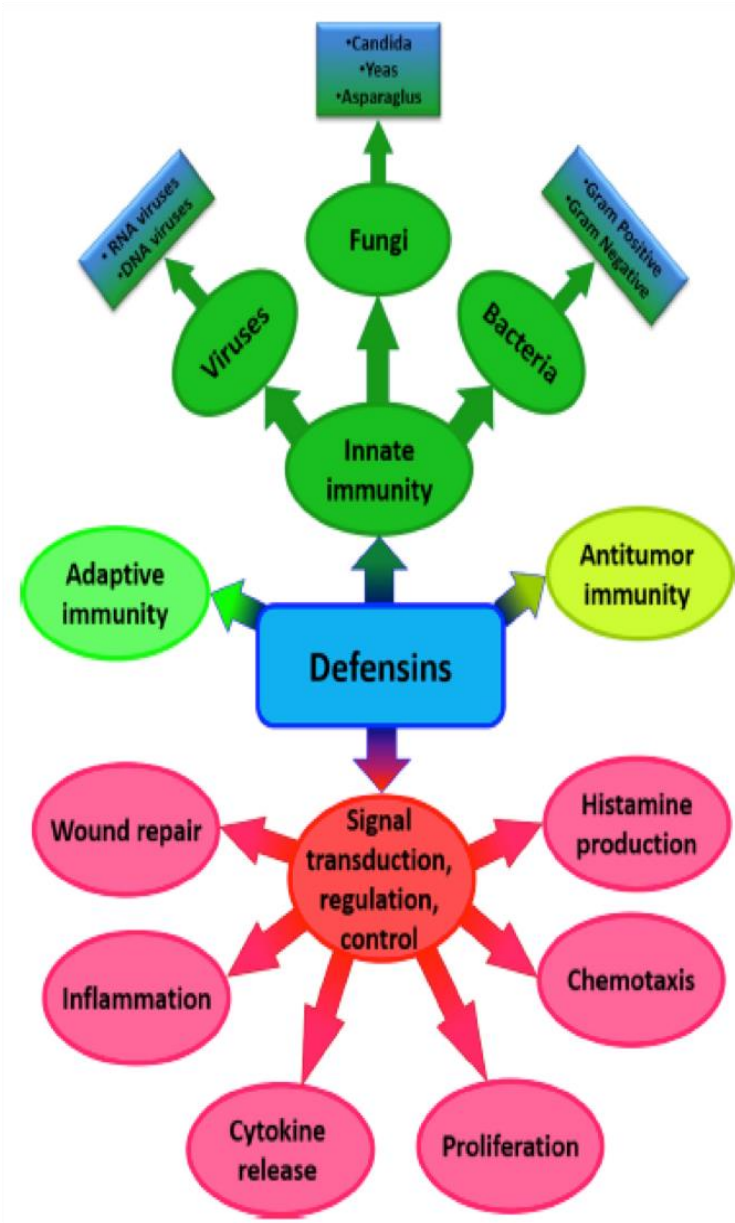 •Candida
•Yeas
•Asparaglus
• RNA viruses
•DNA viruses
Fungi
•Gram Positive
•Gram Negative
Viruses
Bacteria
Innate
immunity
Adaptive
immunity
Antitumor
immunity
Defensins
Wound repair
Signal
transduction,
regulation,
control
Histamine
production
Inflammation
Chemotaxis
Cytokine
release
Proliferation